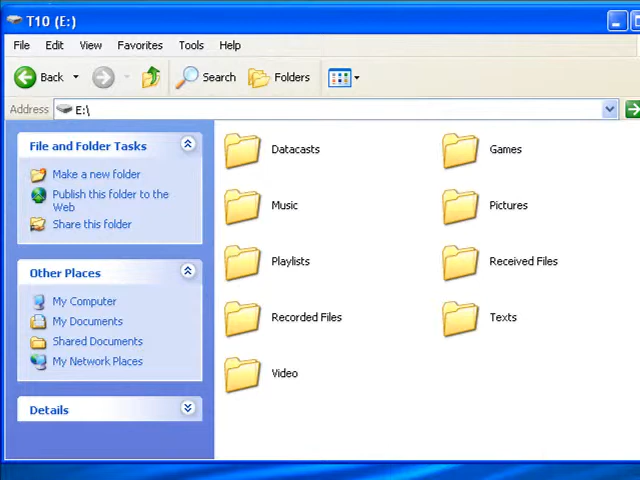 T10 (E:)
File Edit View Favorites Tools Help
Back Search Folders
Address E:\
File and Folder Tasks
Make a new folder
Publish this folder to the
Web
Share this folder
Other Places
My Computer
My Documents
Shared Documents
My Network Places
Details
Datacasts Games
Music Pictures
Playlists Received Files
Recorded Files Texts
Video